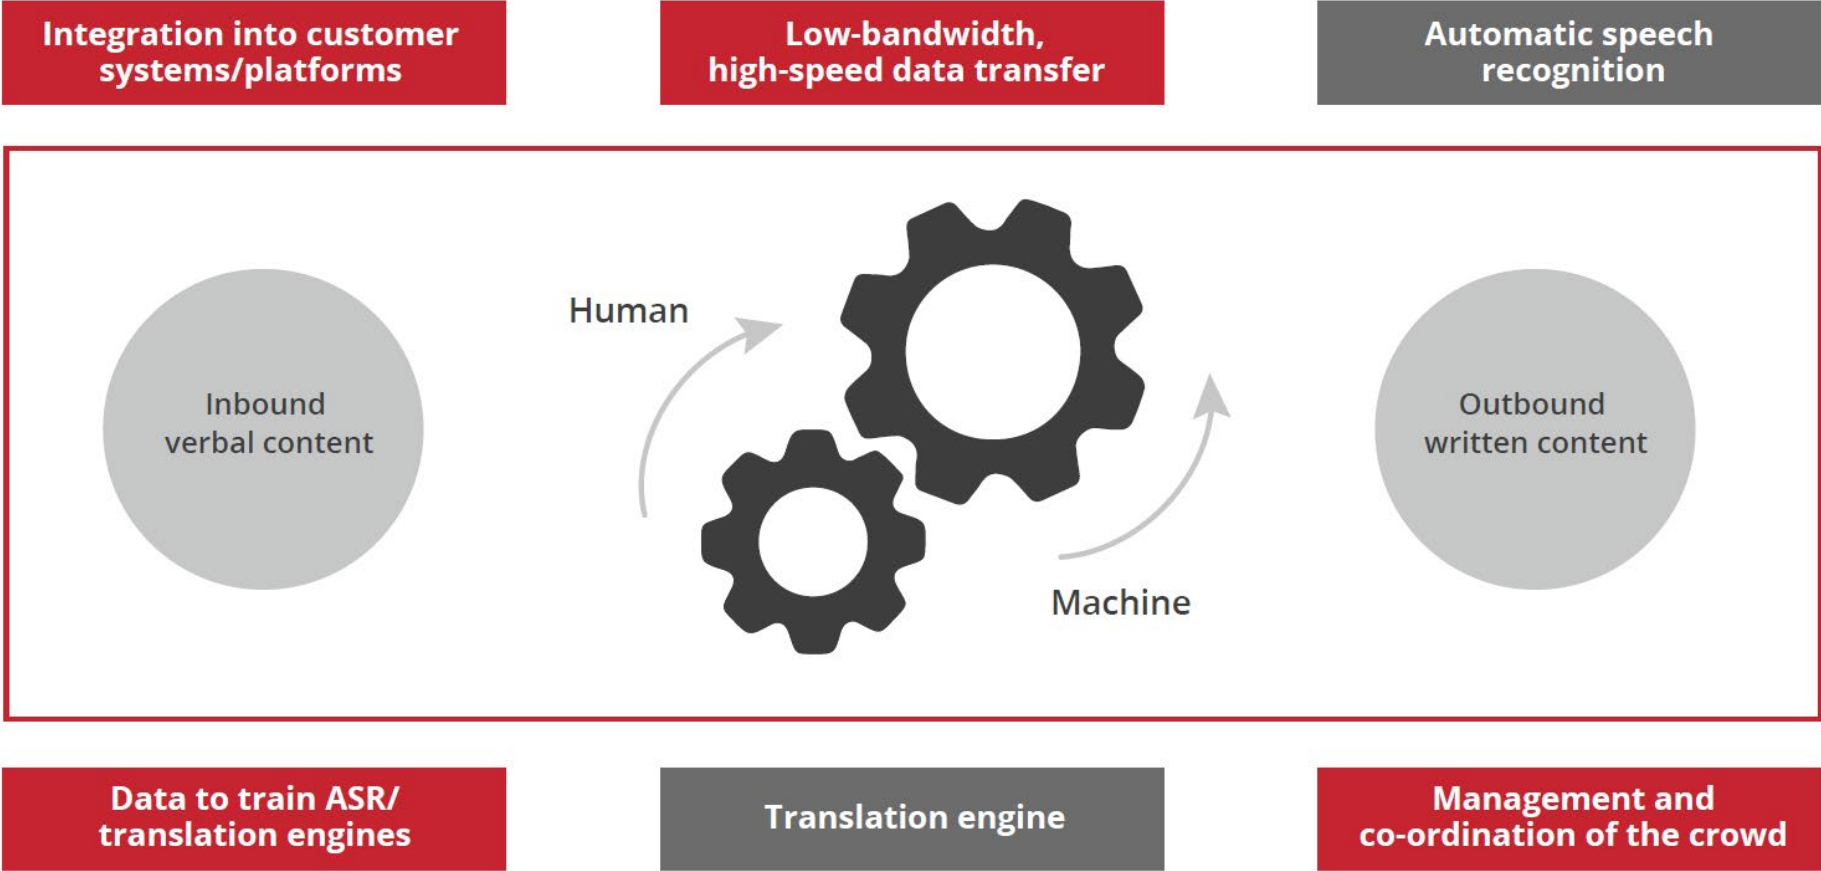 Integration into customer
systems/platforms
Low-bandwidth,
high-speed data transfer
Automatic speech
recognition
Human
Inbound
verbal content
Outbound
written content
Machine
Data to train ASR/
translation engines
Translation engine
Management and
co-ordination of the crowd